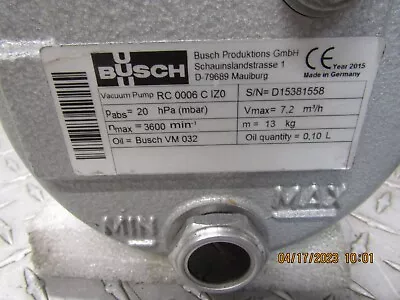 BUSCH
Busch Produktions GmbH
Schauinslandstrasse 1
D-79689 Maulburg
CE Year 2015
Made in Germany
Vacuum Pump RC 0006 C IZ0
S/N= D15381558
Pabs = 20 hPa (mbar)
Vmax= 7,2 m³/h
nmax = 3600 min⁻¹
m = 13 kg
Oil = Busch VM 032
Oil quantity = 0,10 L
MIN
MAX
04/17/2023 10:01